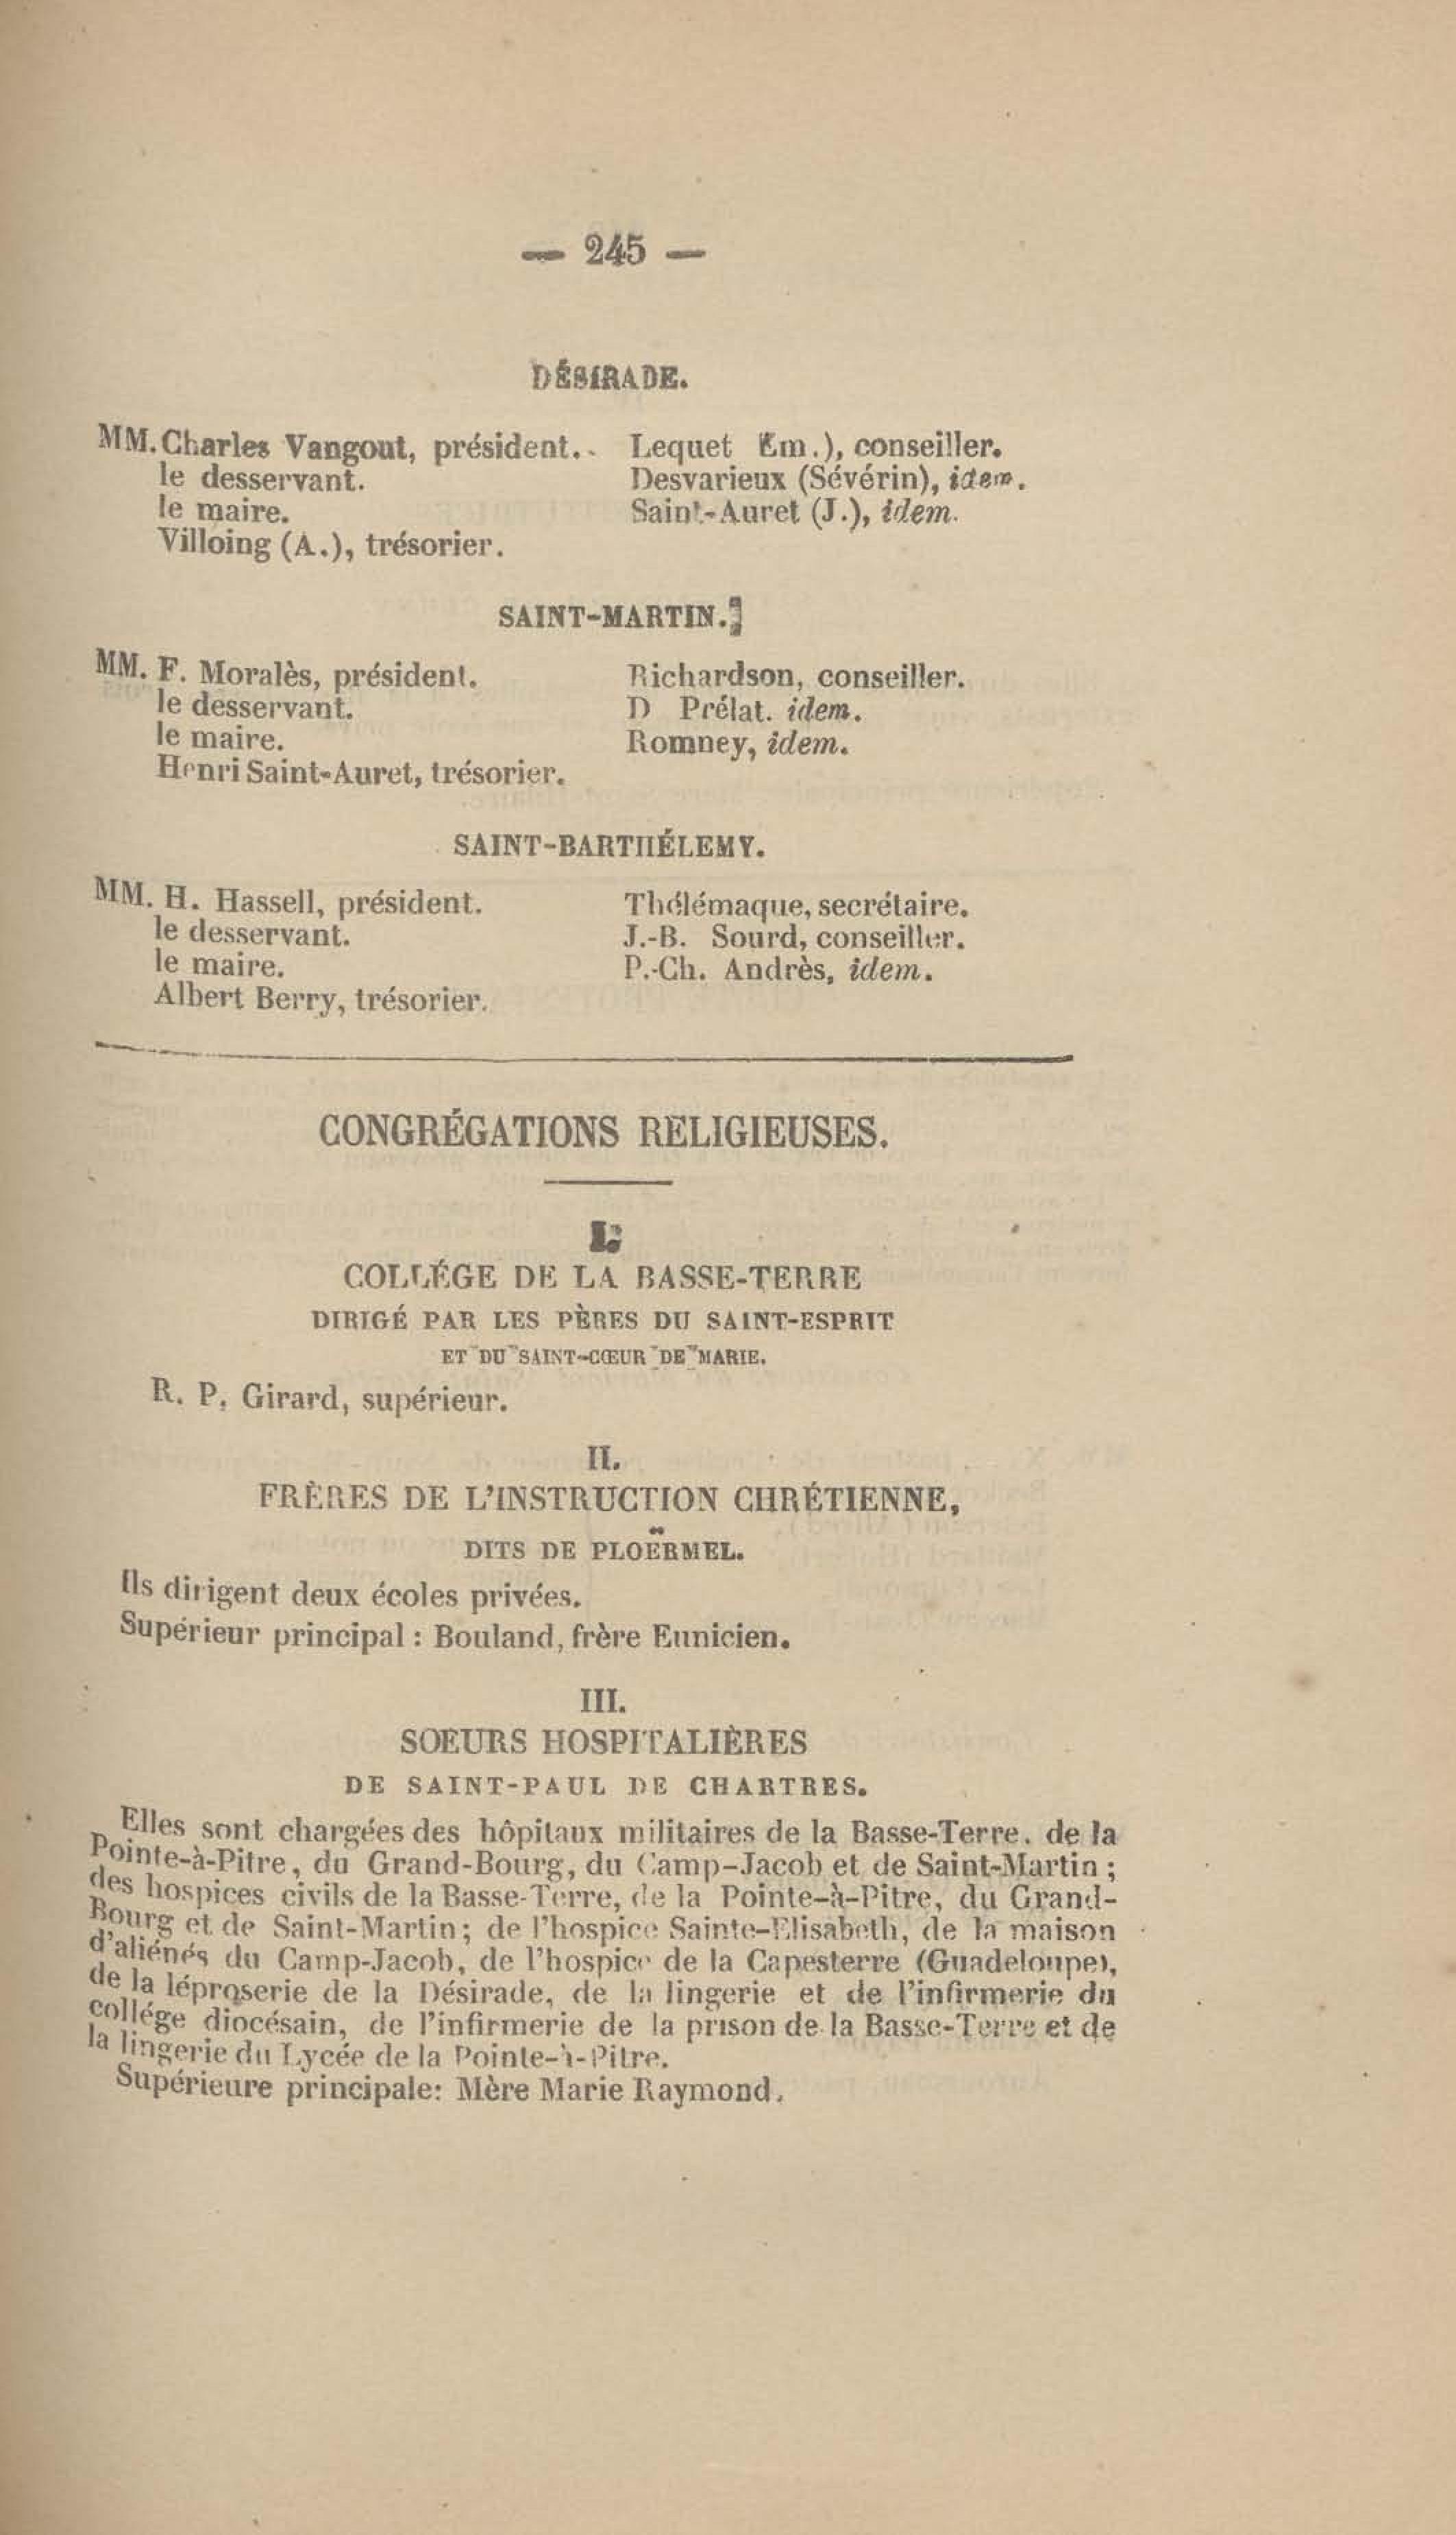 — 245 —
DÉSIRADE.
MM. Charles Vangout, président..
le desservant.
le maire.
Villoing (A.), trésorier.
Lequet Em.), conseiller.
Desvarieux (Sévérin), idem.
Saint-Auret (J.), idem.
SAINT-MARTIN.
MM. F. Moralès, président.
le desservant.
le maire.
Henri Saint-Auret, trésorier.
Richardson, conseiller.
D Prélat. idem.
Romney, idem.
SAINT-BARTHÉLEMY.
MM. H. Hassell, président.
le desservant.
le maire.
Albert Berry, trésorier.
Thélémaque, secrétaire.
J.-B. Sourd, conseiller.
P.-Ch. Andrès, idem.
CONGRÉGATIONS RELIGIEUSES.
I.
COLLÉGE DE LA BASSE-TERRE
DIRIGÉ PAR LES PÈRES DU SAINT-ESPRIT
ET DU SAINT-CŒUR DE MARIE.
R. P. Girard, supérieur.
II.
FRÈRES DE L'INSTRUCTION CHRÉTIENNE,
DITS DE PLOËRMEL.
Ils dirigent deux écoles privées.
Supérieur principal : Bouland, frère Eunicien.
III.
SOEURS HOSPITALIÈRES
DE SAINT-PAUL DE CHARTRES.
Elles sont chargées des hôpitaux militaires de la Basse-Terre. de la
Pointe-à-Pitre, du Grand-Bourg, du Camp-Jacob et de Saint-Martin ;
des hospices civils de la Basse-Terre, de la Pointe-à-Pitre, du Grand-
Bourg et de Saint-Martin ; de l'hospice Sainte-Elisabeth, de la maison
d'aliénés du Camp-Jacob, de l'hospice de la Capesterre (Guadeloupe),
de la léproserie de la Désirade, de la lingerie et de l'infirmerie du
collége diocésain, de l'infirmerie de la prison de la Basse-Terre et de
la lingerie du Lycée de la Pointe-à-Pitre.
Supérieure principale: Mère Marie Raymond.